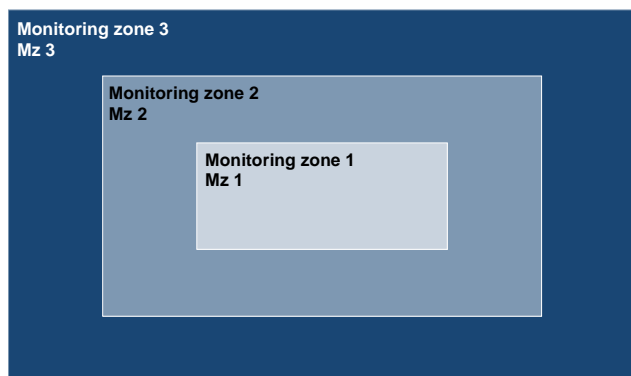 Monitoring zone 3
Mz 3
Monitoring zone 2
Mz 2
Monitoring zone 1
Mz 1